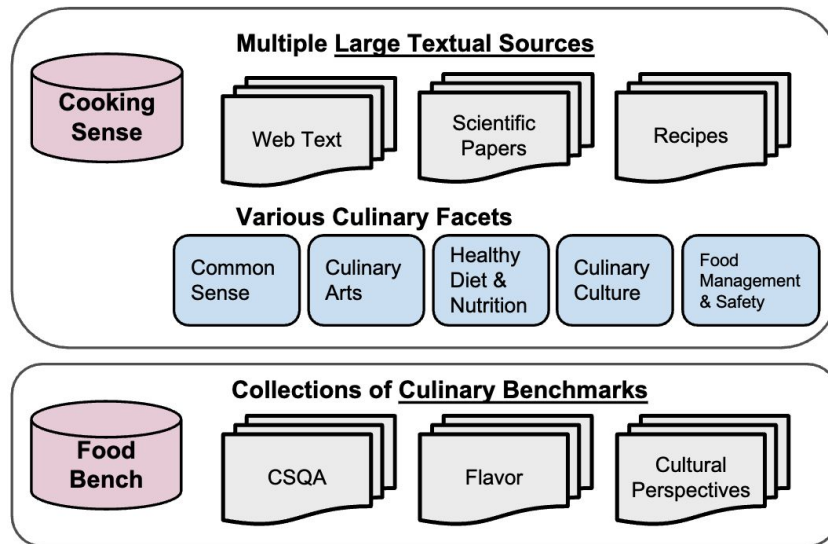 Multiple Large Textual Sources
Cooking
Sense
Web Text
Scientific
Papers
Recipes
Various Culinary Facets
Common
Sense
Culinary
Arts
Healthy
Diet &
Nutrition
Culinary
Culture
Food
Management
& Safety
Collections of Culinary Benchmarks
Food
Bench
CSQA
Flavor
Cultural
Perspectives